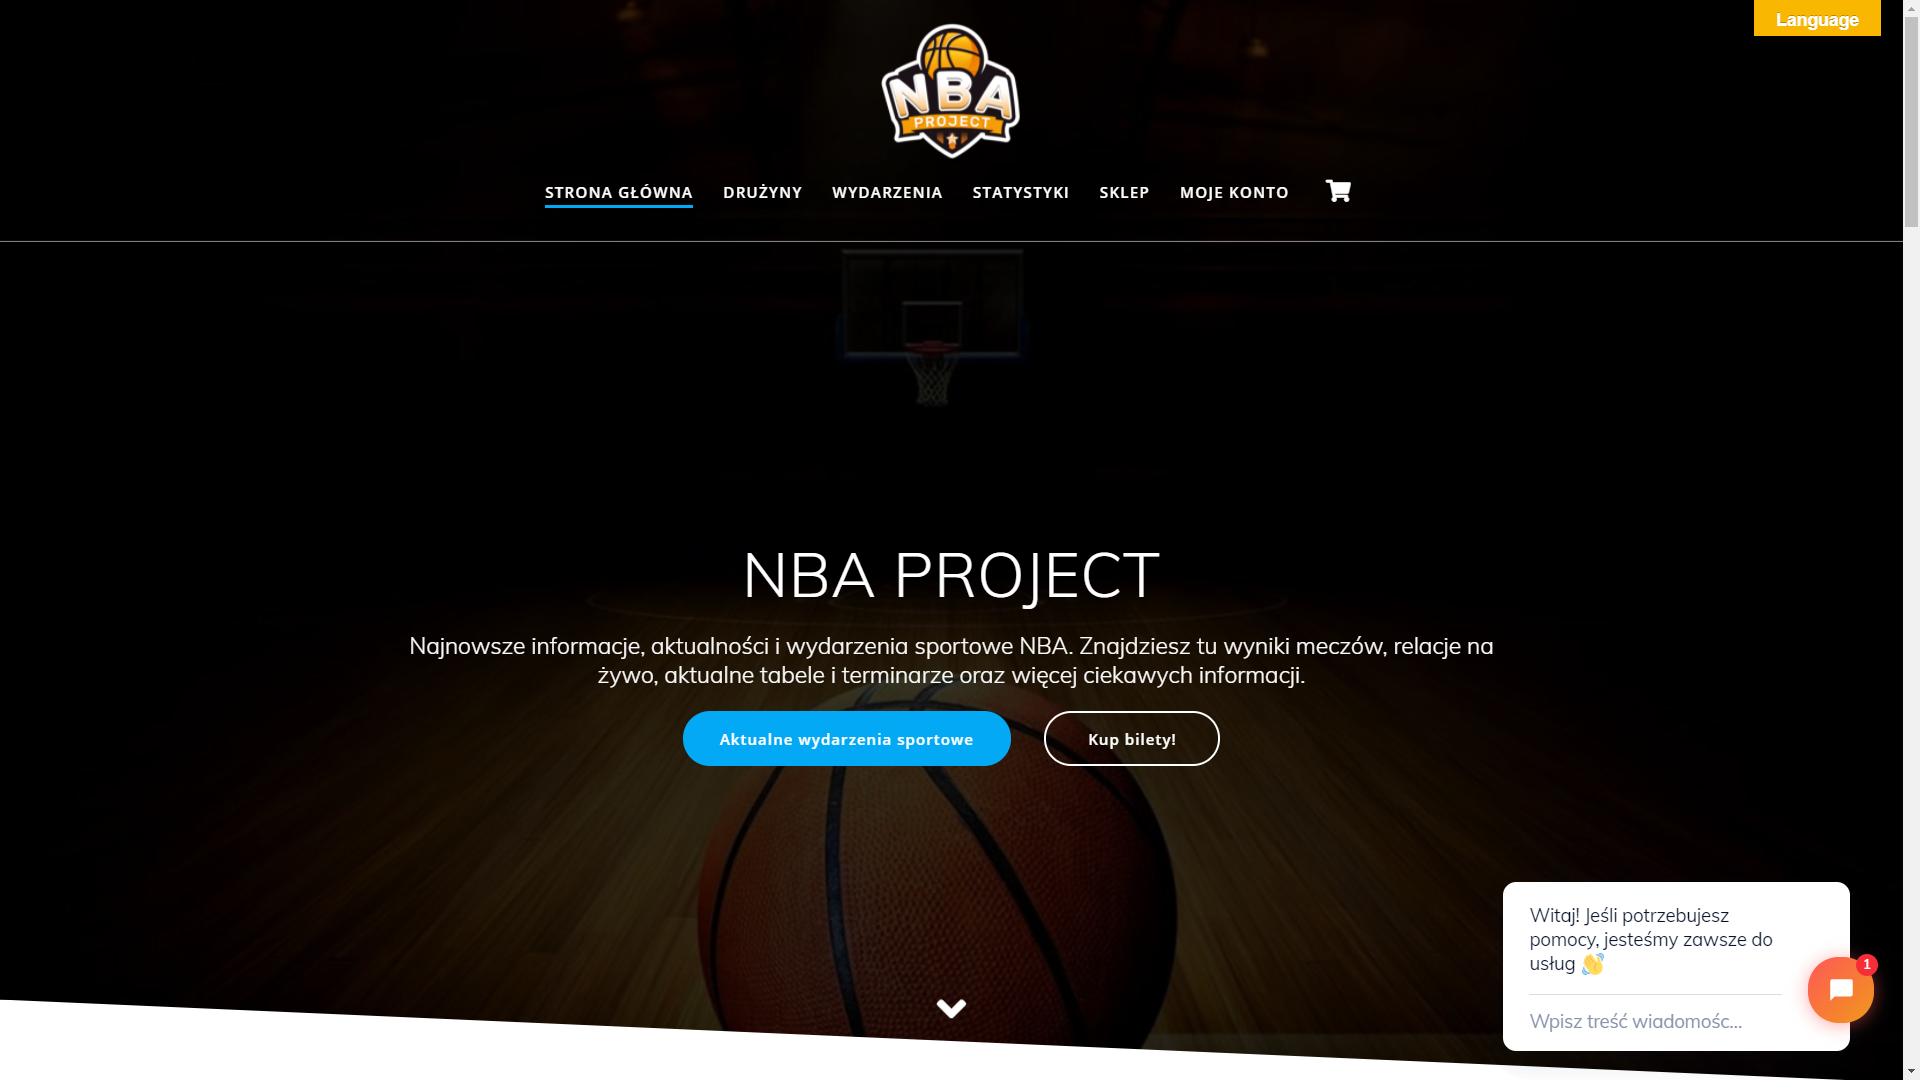 Language
NBA
PROJECT
STRONA GŁÓWNA DRUŻYNY WYDARZENIA STATYSTYKI SKLEP MOJE KONTO
NBA PROJECT
Najnowsze informacje, aktualności i wydarzenia sportowe NBA. Znajdziesz tu wyniki meczów, relacje na
żywo, aktualne tabele i terminarze oraz więcej ciekawych informacji.
Aktualne wydarzenia sportowe Kup bilety!
Witaj! Jeśli potrzebujesz
pomocy, jesteśmy zawsze do
usług 👋
1
Wpisz treść wiadomośc...